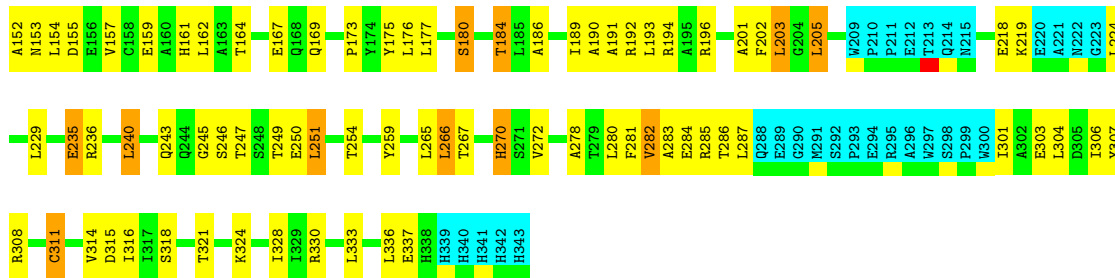 A152 N153 L154 D155 E156 V157 C158 E159 A160 H161 L162 A163 T164 E167 Q168 Q169 P173 Y174 Y175 L176 L177 S180 T184 L185 A186 I189 A190 A191 R192 L193 R194 A195 R196 A201 F202 L203 G204 L205 W209 P210 P211 E212 T213 Q214 N215 E218 K219 E220 A221 N222 G223 L224
L229 E235 R236 L240 Q243 Q244 G245 S246 T247 S248 T249 E250 L251 T254 Y259 L265 L266 T267 H270 S271 V272 A278 T279 L280 F281 V282 A283 E284 R285 T286 L287 Q288 E289 G290 M291 S292 P293 E294 R295 A296 W297 S298 P299 W300 I301 A302 E303 L304 D305 I306 Y307
R308 C311 V314 D315 I316 I317 S318 T321 K324 I328 I329 R330 L333 L336 E337 H338 H339 H340 H341 H342 H343